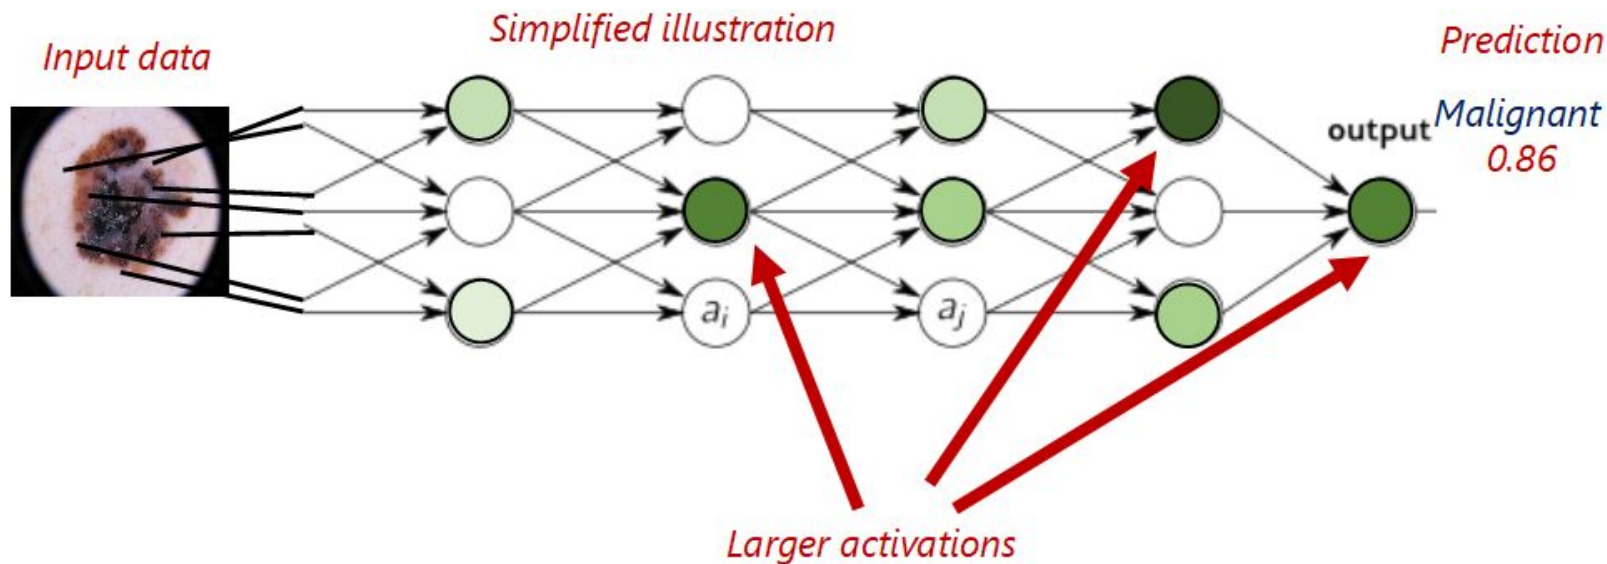 Simplified illustration
Input data
Prediction
output
Malignant
0.86
aᵢ
aⱼ
Larger activations